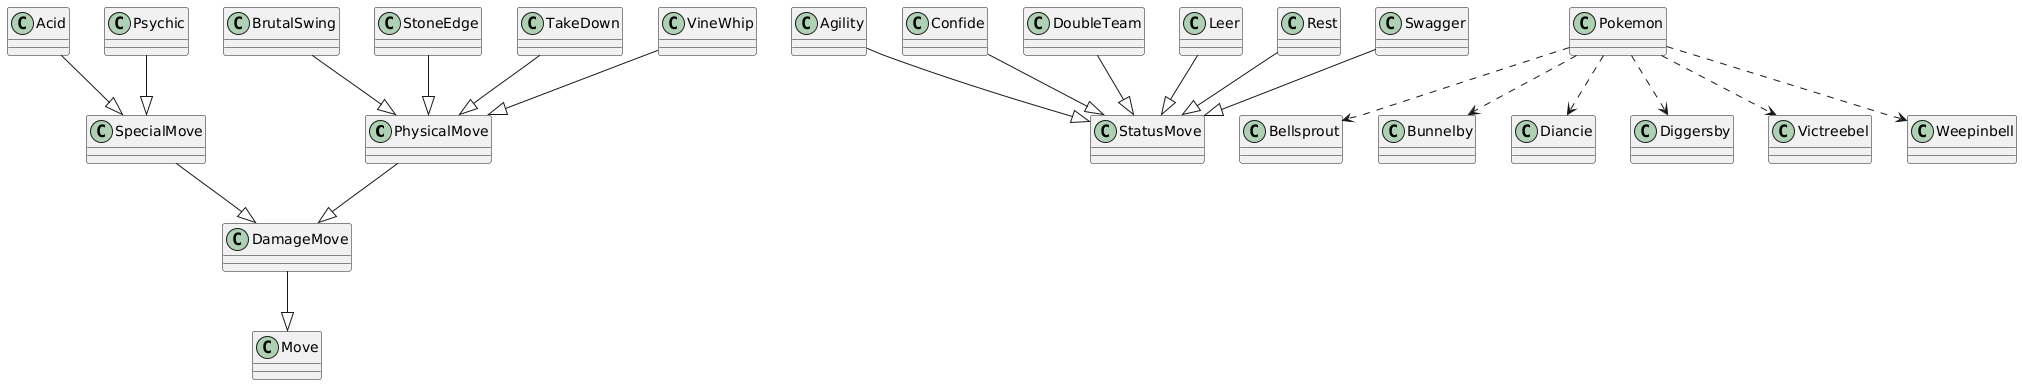 C Acid
C Psychic
C BrutalSwing
C StoneEdge
C TakeDown
C VineWhip
C Agility
C Confide
C DoubleTeam
C Leer
C Rest
C Swagger
C Pokemon
C SpecialMove
C PhysicalMove
C StatusMove
C Bellsprout
C Bunnelby
C Diancie
C Diggersby
C Victreebel
C Weepinbell
C DamageMove
C Move